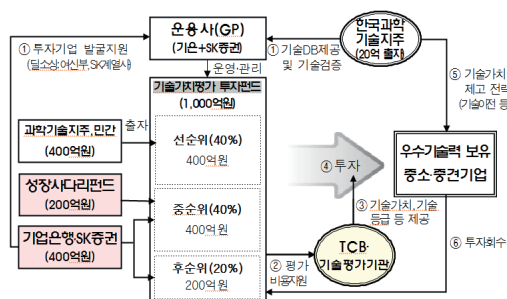 운용사(GP)
(기은+SK증권)
한국과학
기술지주
(20억 출자)
① 투자기업 발굴지원
(딜소싱:여신부,SK계열사)
① 기술DB제공
및 기술검증
운영·관리
⑤ 기술가치
제고 전략
(기술이전 등
기술가치평가 투자펀드
(1,000억원)
과학기술지주,민간
(400억원)
출자
선순위(40%)
400억원
성장사다리펀드
(200억원)
중순위(40%)
400억원
기업은행·SK증권
(400억원)
후순위(20%)
200억원
④ 투자
우수기술력 보유
중소·중견기업
③ 기술가치, 기술
등급 등 제공
TCB·
기술평가기관
② 평가
비용지원
⑥ 투자회수